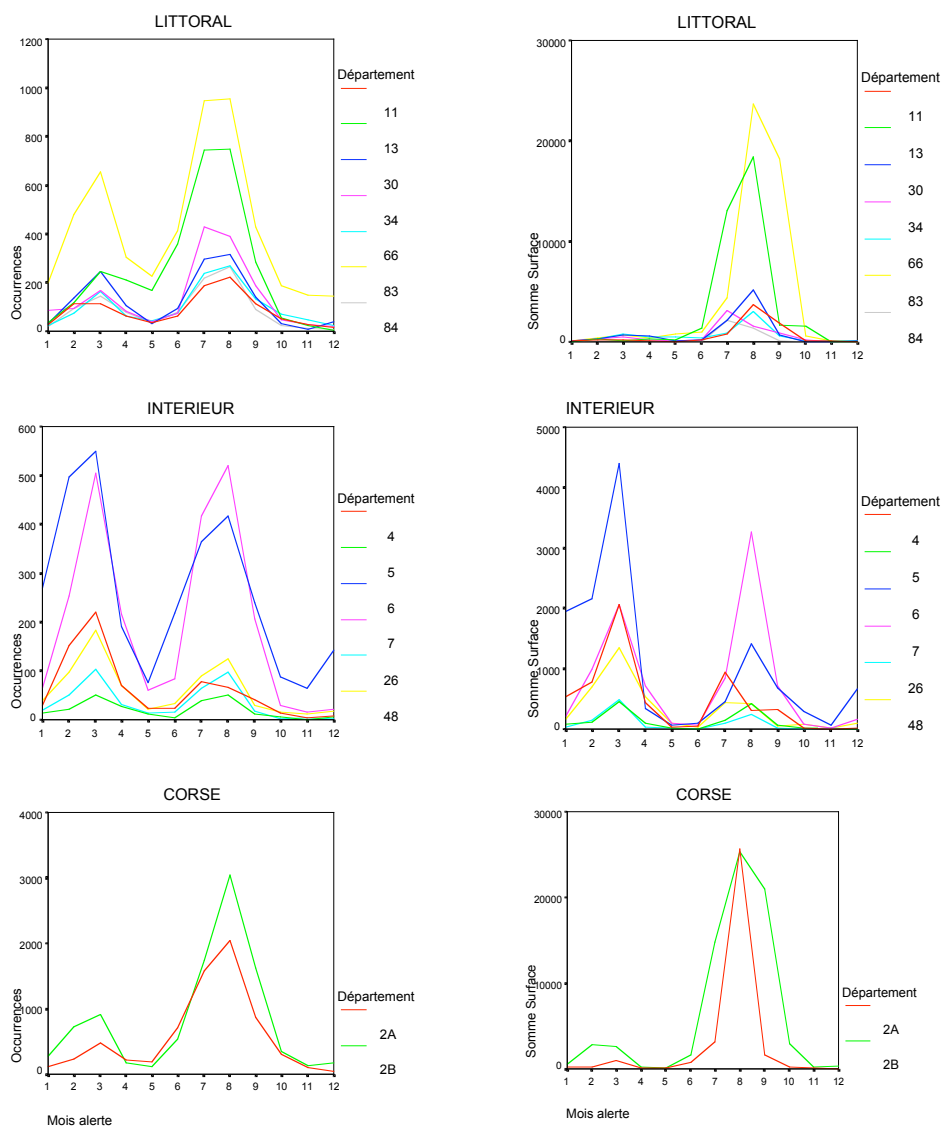 LITTORAL
1200
1000
800
600
400
200
0
Occurrences
1 2 3 4 5 6 7 8 9 10 11 12
Département
11
13
30
34
66
83
84
LITTORAL
30000
20000
10000
0
Somme Surface
1 2 3 4 5 6 7 8 9 10 11 12
Département
11
13
30
34
66
83
84
INTERIEUR
600
500
400
300
200
100
0
Occurrences
1 2 3 4 5 6 7 8 9 10 11 12
Département
4
5
6
7
26
48
INTERIEUR
5000
4000
3000
2000
1000
0
Somme Surface
1 2 3 4 5 6 7 8 9 10 11 12
Département
4
5
6
7
26
48
CORSE
4000
3000
2000
1000
0
Occurrences
1 2 3 4 5 6 7 8 9 10 11 12
Mois alerte
Département
2A
2B
CORSE
30000
20000
10000
0
Somme Surface
1 2 3 4 5 6 7 8 9 10 11 12
Mois alerte
Département
2A
2B